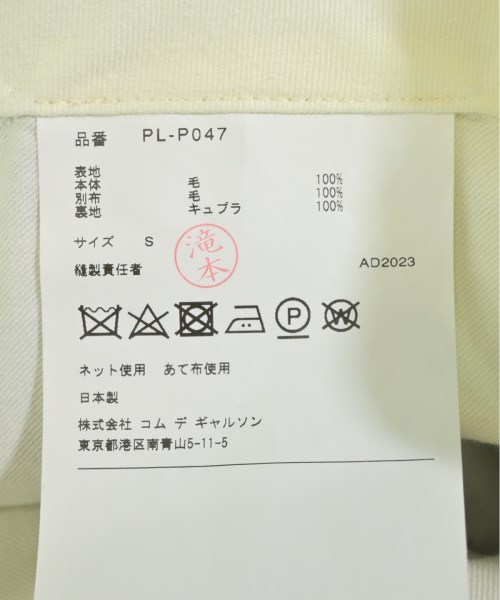 品番 PL-P047
表地
本体 毛 100%
別布 毛 100%
裏地 キュプラ 100%
サイズ S
滝本
縫製責任者 AD2023
P W
ネット使用 あて布使用
日本製
株式会社 コム デ ギャルソン
東京都港区南青山5-11-5